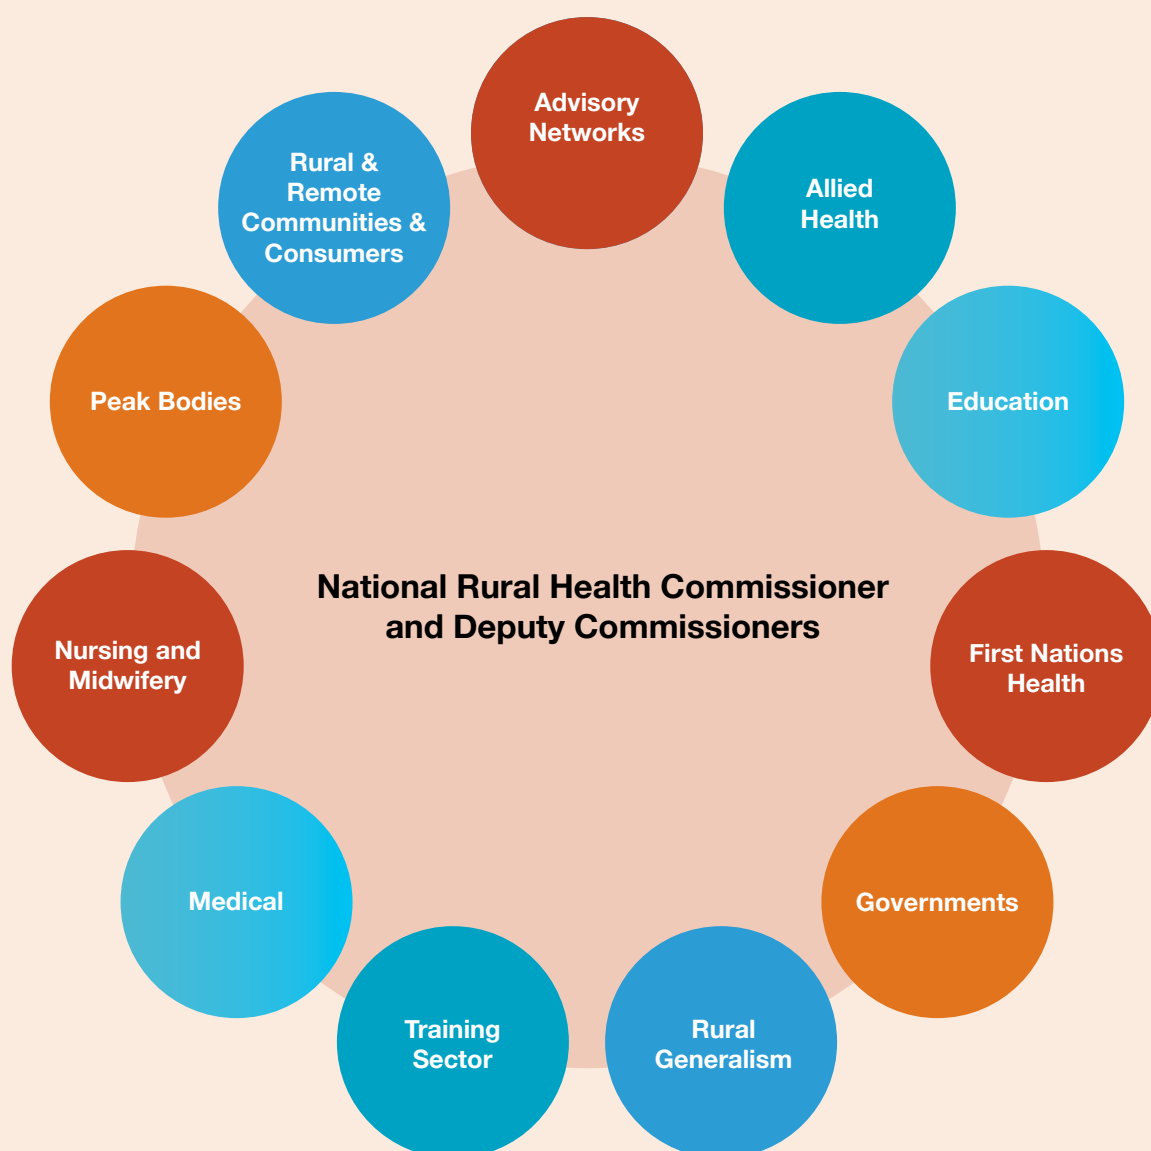 Advisory
Networks
Allied
Health
Education
First Nations
Health
Governments
Rural
Generalism
Training
Sector
Medical
Nursing and
Midwifery
Peak Bodies
Rural &
Remote
Communities &
Consumers
National Rural Health Commissioner
and Deputy Commissioners